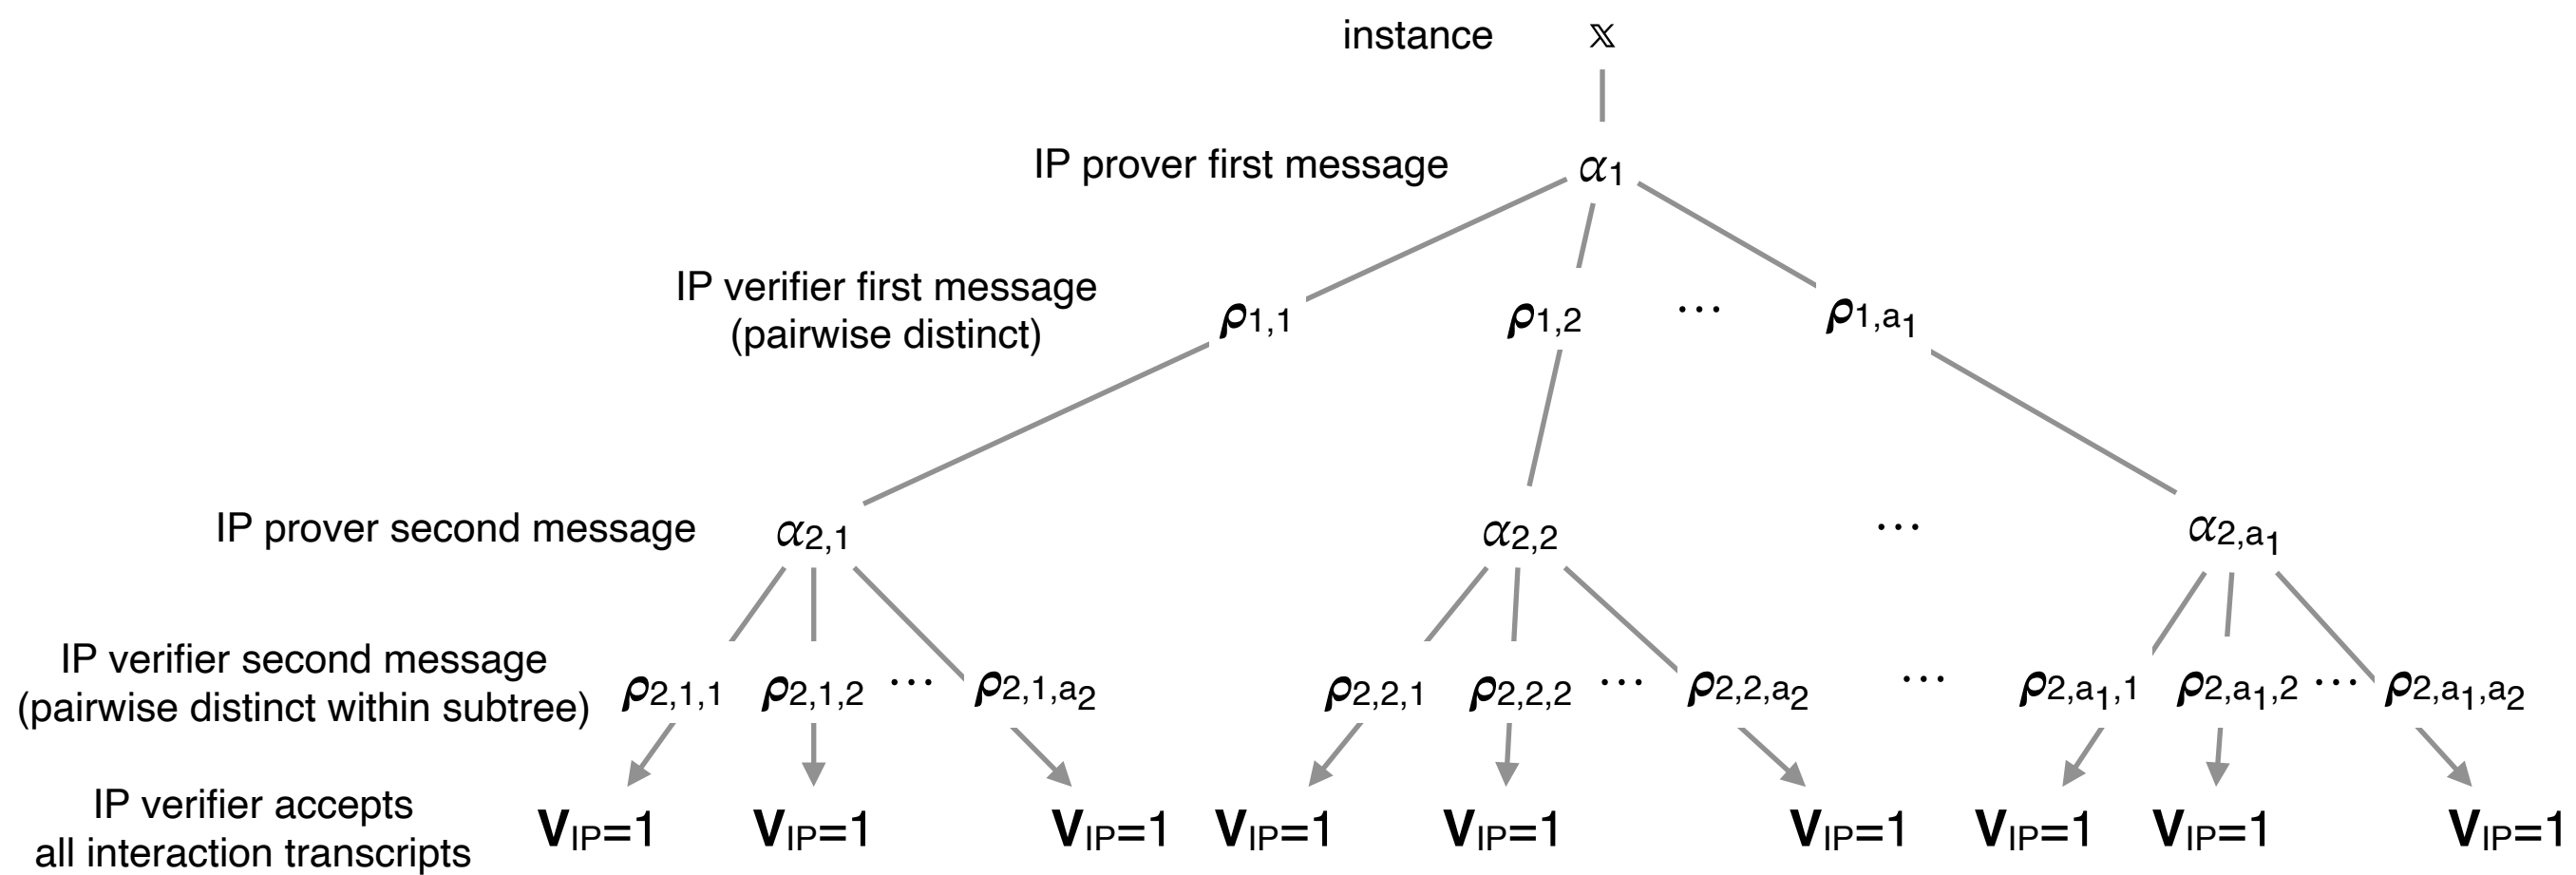 instance 𝕩
IP prover first message α1
IP verifier first message
(pairwise distinct)
ρ1,1 ρ1,2 ⋯ ρ1,a1
IP prover second message α2,1 α2,2 ⋯ α2,a1
IP verifier second message
(pairwise distinct within subtree)
ρ2,1,1 ρ2,1,2 ⋯ ρ2,1,a2 ρ2,2,1 ρ2,2,2 ⋯ ρ2,2,a2 ⋯ ρ2,a1,1 ρ2,a1,2 ⋯ ρ2,a1,a2
IP verifier accepts
all interaction transcripts
VIP=1 VIP=1 VIP=1 VIP=1 VIP=1 VIP=1 VIP=1 VIP=1 VIP=1